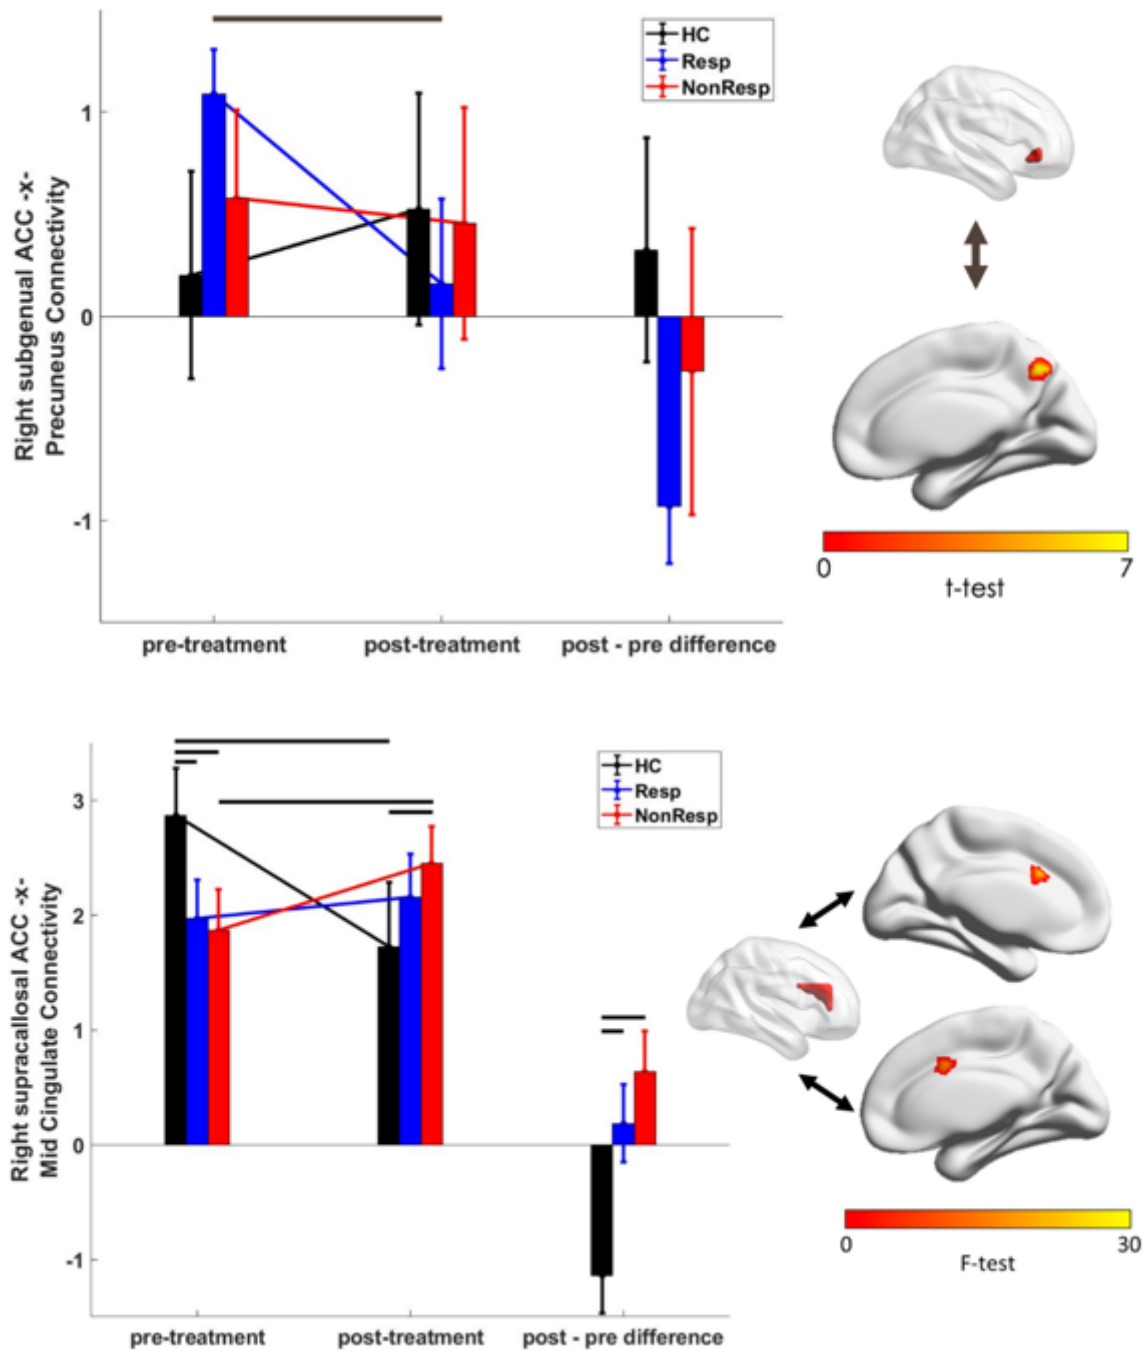 HC
Resp
NonResp
Right subgenual ACC -x-
Precuneus Connectivity
1
0
-1
pre-treatment
post-treatment
post - pre difference
0
7
t-test
HC
Resp
NonResp
Right supracallosal ACC -x-
Mid Cingulate Connectivity
3
2
1
0
-1
pre-treatment
post-treatment
post - pre difference
0
30
F-test